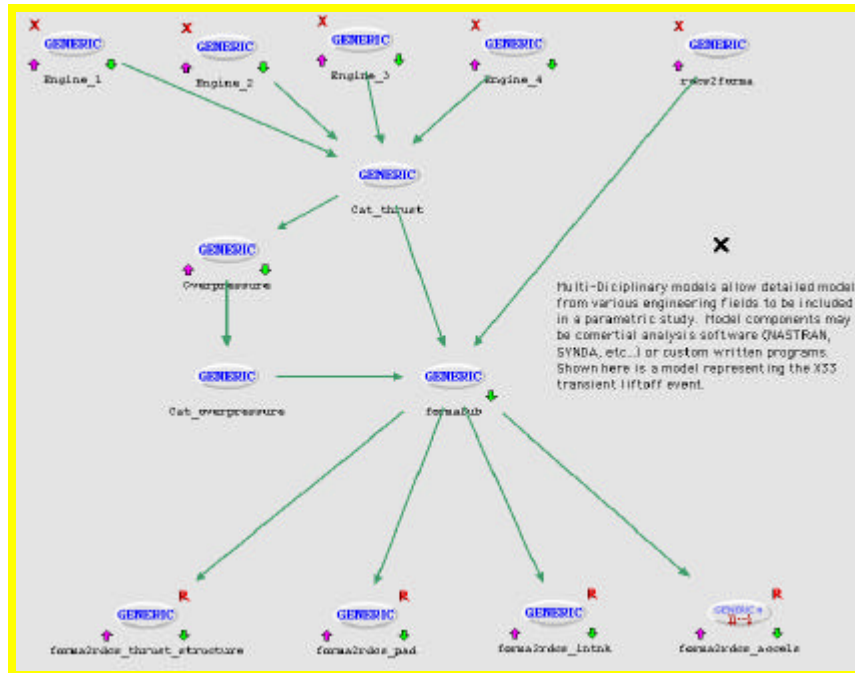 X X X X X
GENERIC GENERIC GENERIC GENERIC GENERIC
Engine_1 Engine_2 Engine_3 Engine_4
GENERIC
Cat_thrust
GENERIC
Overpressure
X
Multi-Diciplinary models allow detailed model
from various engineering fields to be included
in a parametric study. Model components may
be comertial analysis software (NASTRAN,
SYNDA, etc...) or custom written programs.
Shown here is a model representing the X33
transient liftoff event.
GENERIC GENERIC
Cat_overpressure formaSub
R R R R
GENERIC GENERIC GENERIC GENERIC
forma2rdcs_thrust_structure forma2rdcs_pad forma2rdcs_intnk forma2rdcs_accels